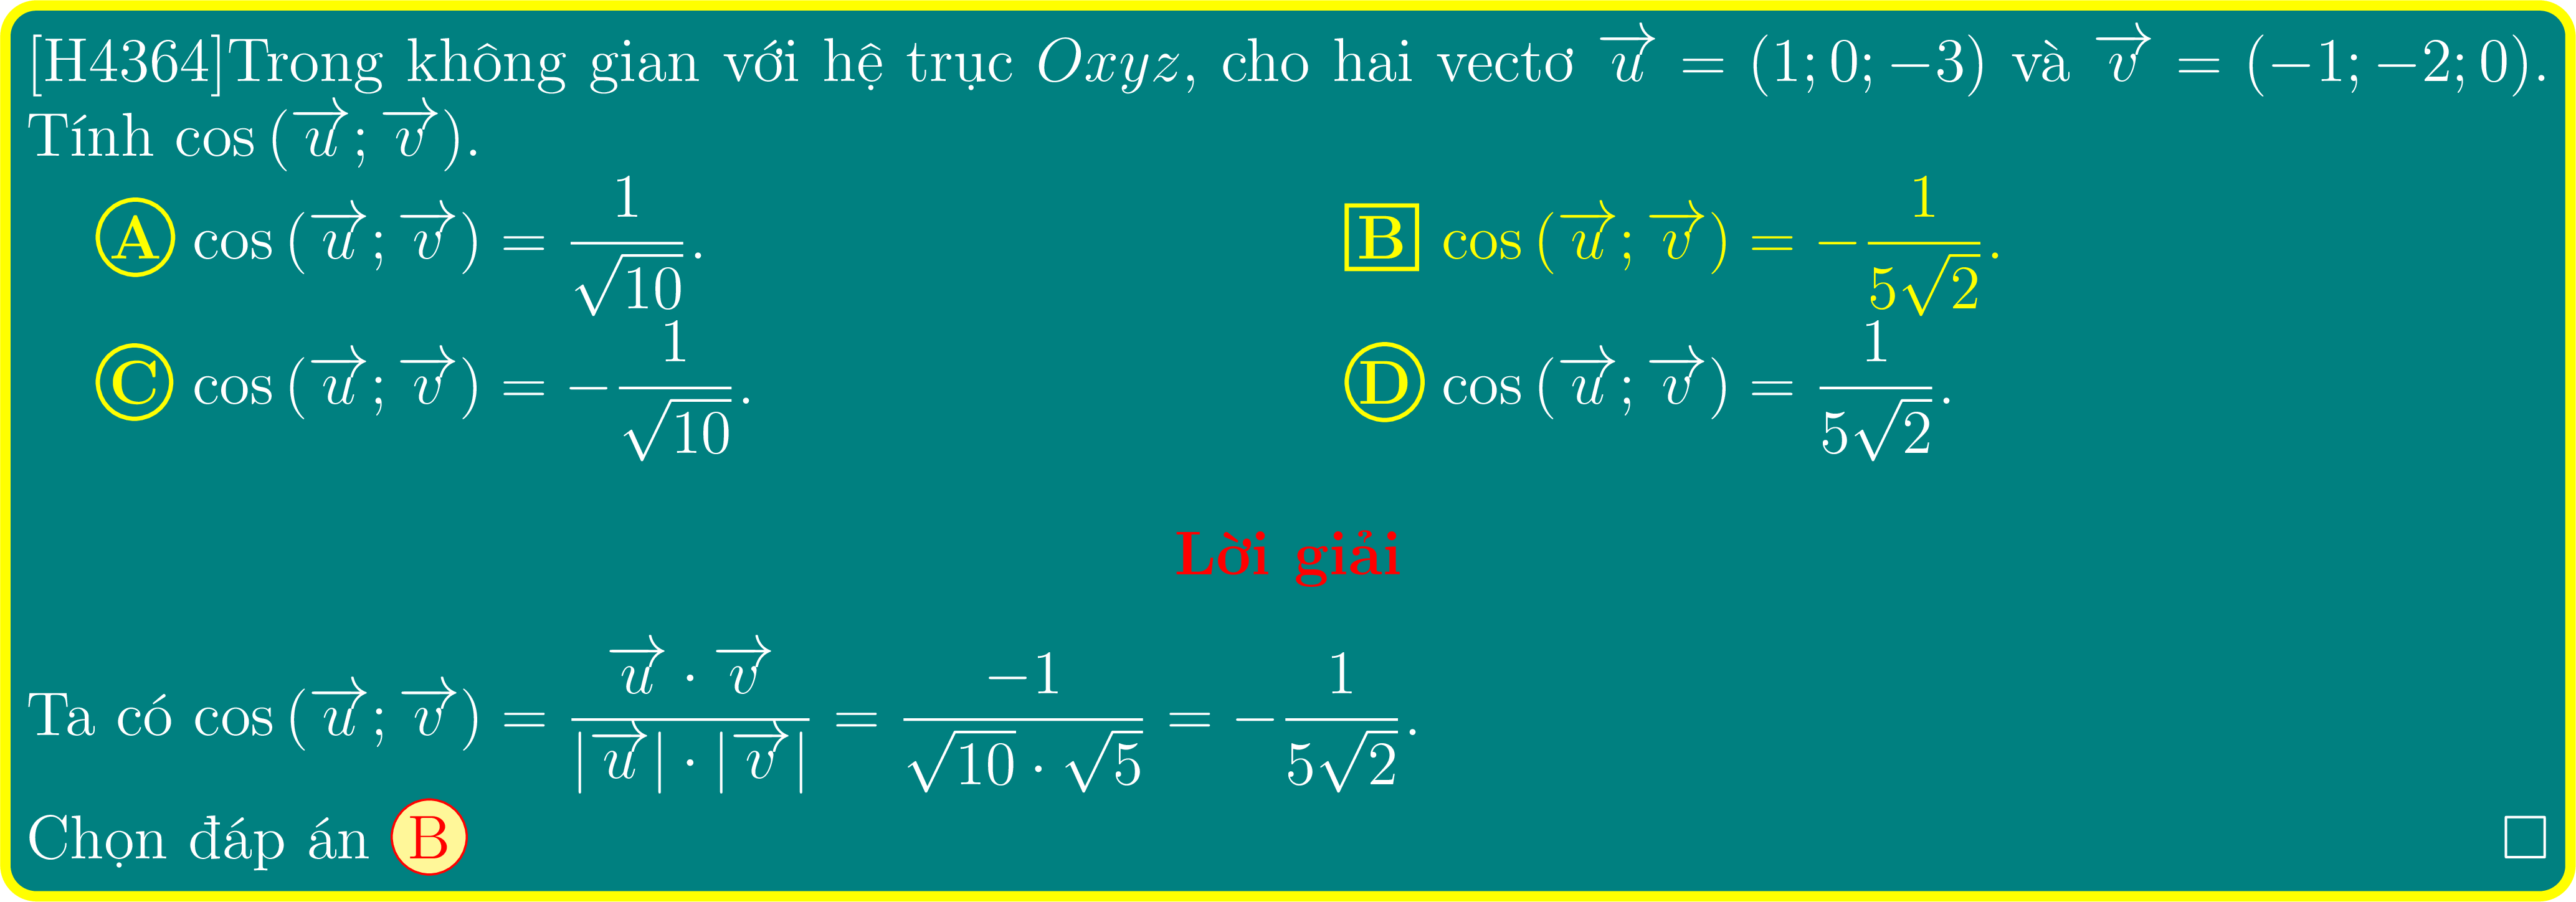 [H4364]Trong không gian với hệ trục $Oxyz$, cho hai vectơ $\overrightarrow{u} = (1; 0; -3)$ và $\overrightarrow{v} = (-1; -2; 0)$.
Tính $\cos(\overrightarrow{u}; \overrightarrow{v})$.
A $\cos(\overrightarrow{u}; \overrightarrow{v}) = \frac{1}{\sqrt{10}}$. B $\cos(\overrightarrow{u}; \overrightarrow{v}) = -\frac{1}{5\sqrt{2}}$.
C $\cos(\overrightarrow{u}; \overrightarrow{v}) = -\frac{1}{\sqrt{10}}$. D $\cos(\overrightarrow{u}; \overrightarrow{v}) = \frac{1}{5\sqrt{2}}$.
Lời giải
Ta có $\cos(\overrightarrow{u}; \overrightarrow{v}) = \frac{\overrightarrow{u} \cdot \overrightarrow{v}}{|\overrightarrow{u}| \cdot |\overrightarrow{v}|} = \frac{-1}{\sqrt{10} \cdot \sqrt{5}} = -\frac{1}{5\sqrt{2}}$.
Chọn đáp án B □